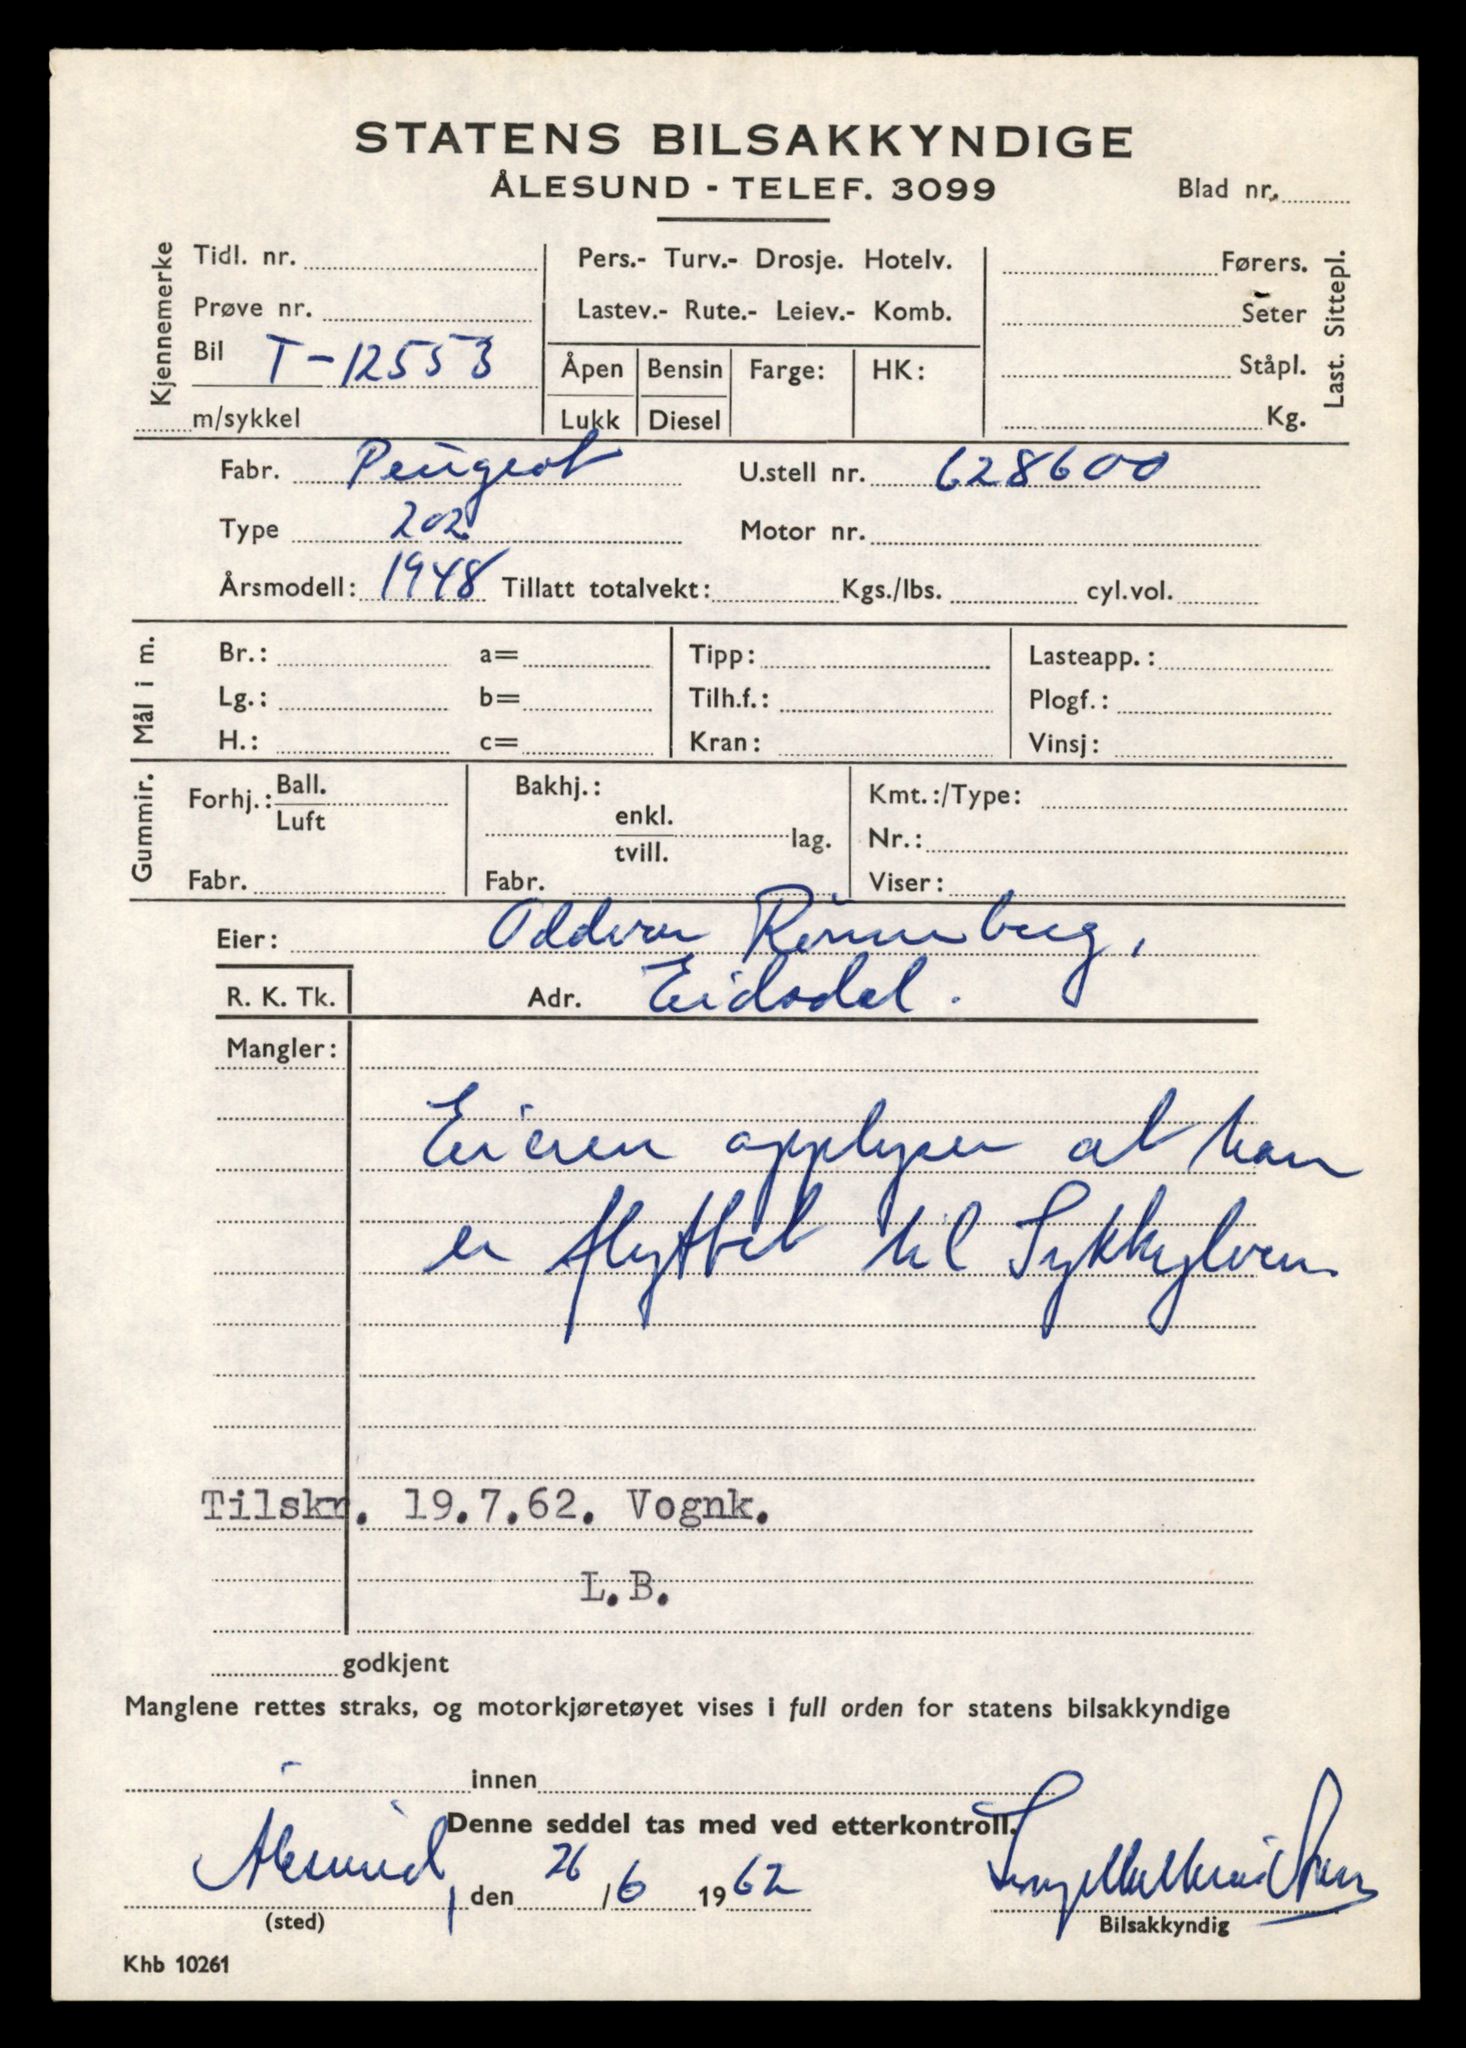 STATENS BILSAKKYNDIGE
ÅLESUND - TELEF. 3099
Blad nr.
Kjennemerke
Tidl. nr.
Prøve nr.
Bil T-12553
m/sykkel
Pers.- Turv.- Drosje. Hotelv.
Lastev.- Rute.- Leiev.- Komb.
Åpen
Lukk
Bensin
Diesel
Farge:
HK:
Førers.
Seter
Ståpl.
Kg.
Last. Sittepl.
Fabr. Peugeot U.stell nr. 628600
Type 202 Motor nr.
Årsmodell: 1948 Tillatt totalvekt: Kgs./lbs. cyl.vol.
Mål i m.
Br.: a= Tipp: Lasteapp.:
Lg.: b= Tilh.f.: Plogf.:
H.: c= Kran: Vinsj:
Gummir.
Forhj.: Ball.
Luft
Fabr.
Bakhj.:
enkl.
tvill. lag.
Fabr.
Kmt.:/Type:
Nr.:
Viser:
Eier: Oddvar Rønneberg,
R. K. Tk. Adr. Eidsdal.
Mangler:
Eieren opplyser at han
er flyttet til Sykkylven
Tilskr. 19.7.62. Vognk.
L.B.
godkjent
Manglene rettes straks, og motorkjøretøyet vises i full orden for statens bilsakkyndige
innen
Denne seddel tas med ved etterkontroll.
Ålesund, den 26/6 1962
(sted)
Bilsakkyndig
Khb 10261